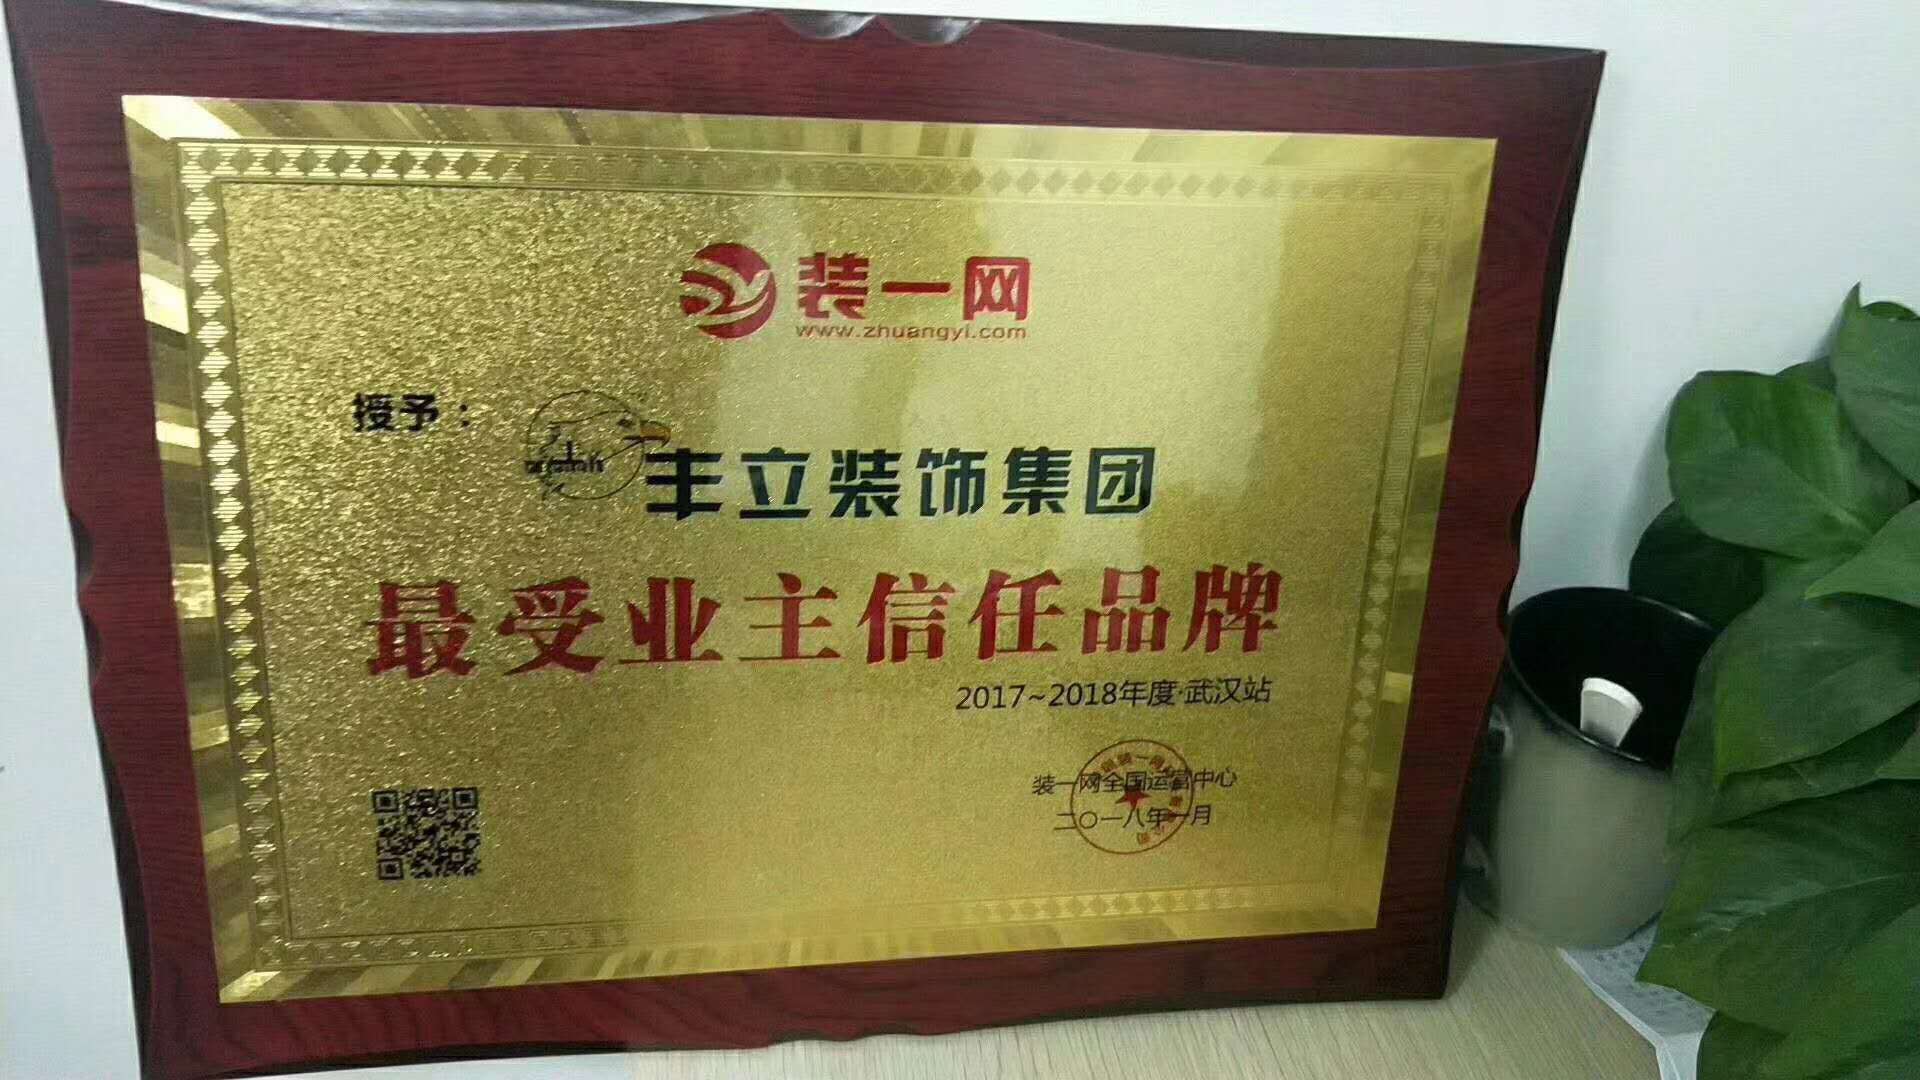 装一网
www.zhuangyi.com
授予：
丰立装饰集团
最受业主信任品牌
2017~2018年度·武汉站
装一网全国运营中心
二〇一八年一月